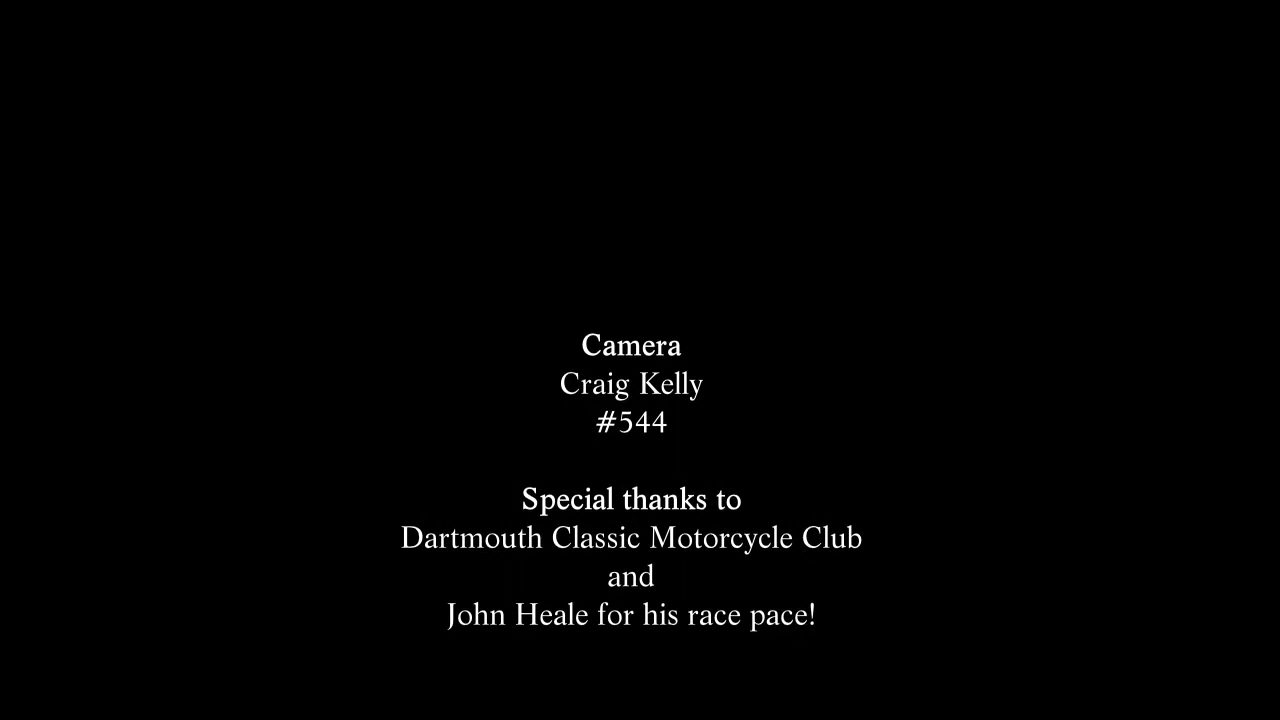 Camera
Craig Kelly
#544
Special thanks to
Dartmouth Classic Motorcycle Club
and
John Heale for his race pace!